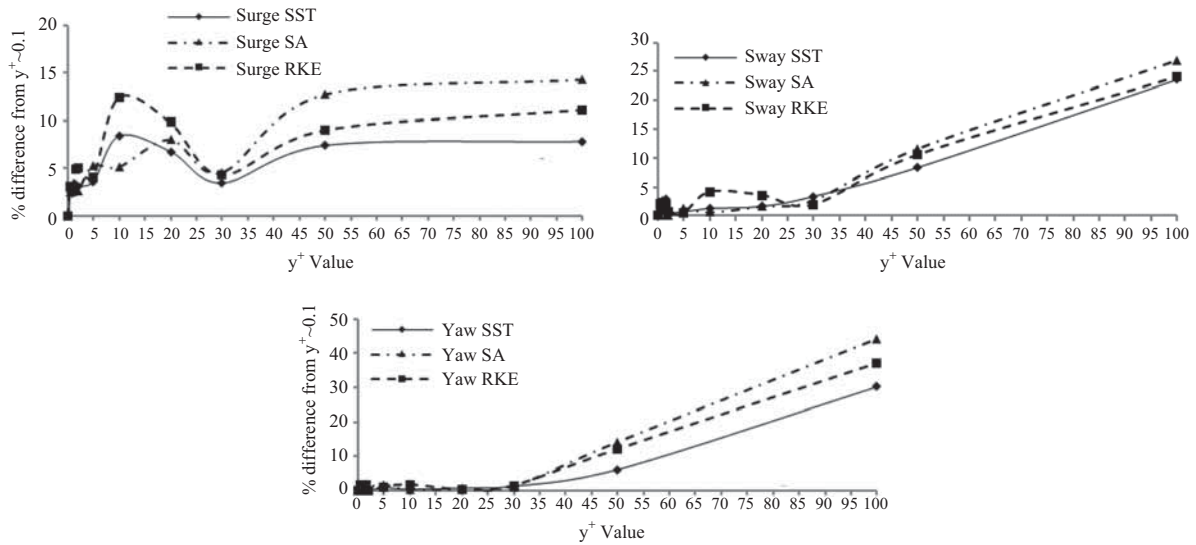 % difference from y+~0.1
20
15
10
5
0
Surge SST
Surge SA
Surge RKE
0 5 10 15 20 25 30 35 40 45 50 55 60 65 70 75 80 85 90 95 100
y+ Value
30
25
20
15
10
5
0
Sway SST
Sway SA
Sway RKE
0 5 10 15 20 25 30 35 40 45 50 55 60 65 70 75 80 85 90 95 100
y+ Value
% difference from y+~0.1
50
40
30
20
10
0
Yaw SST
Yaw SA
Yaw RKE
0 5 10 15 20 25 30 35 40 45 50 55 60 65 70 75 80 85 90 95 100
y+ Value